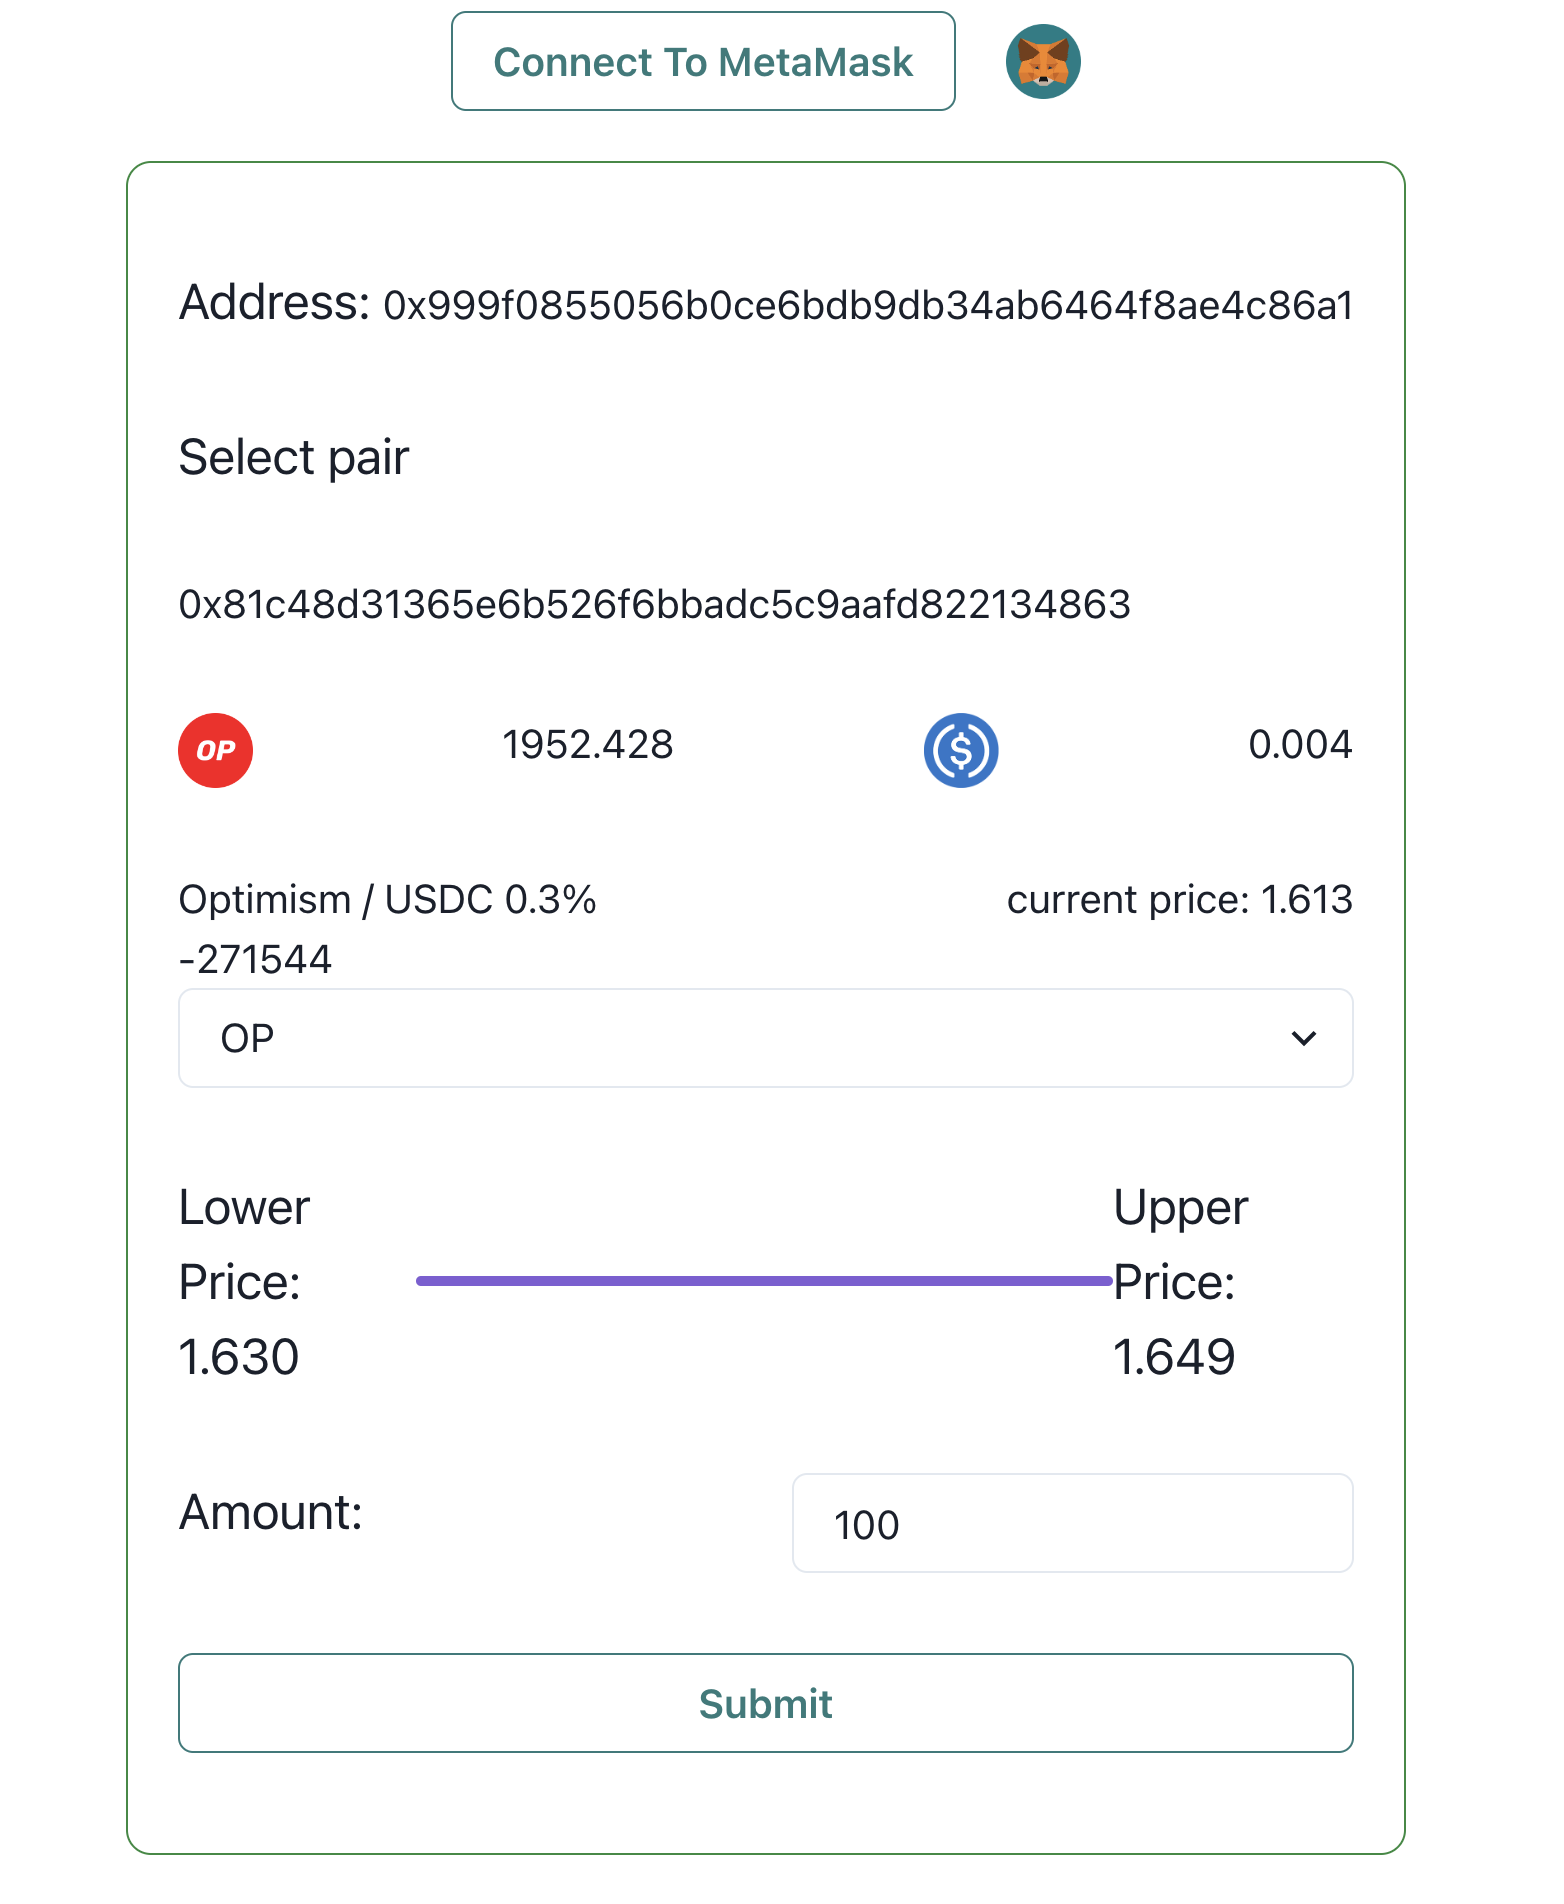 Connect To MetaMask
Address: 0x999f0855056b0ce6bdb9db34ab6464f8ae4c86a1
Select pair
0x81c48d31365e6b526f6bbadc5c9aafd822134863
OP 1952.428 $ 0.004
Optimism / USDC 0.3% current price: 1.613
-271544
OP
Lower
Price:
1.630
Upper
Price:
1.649
Amount: 100
Submit